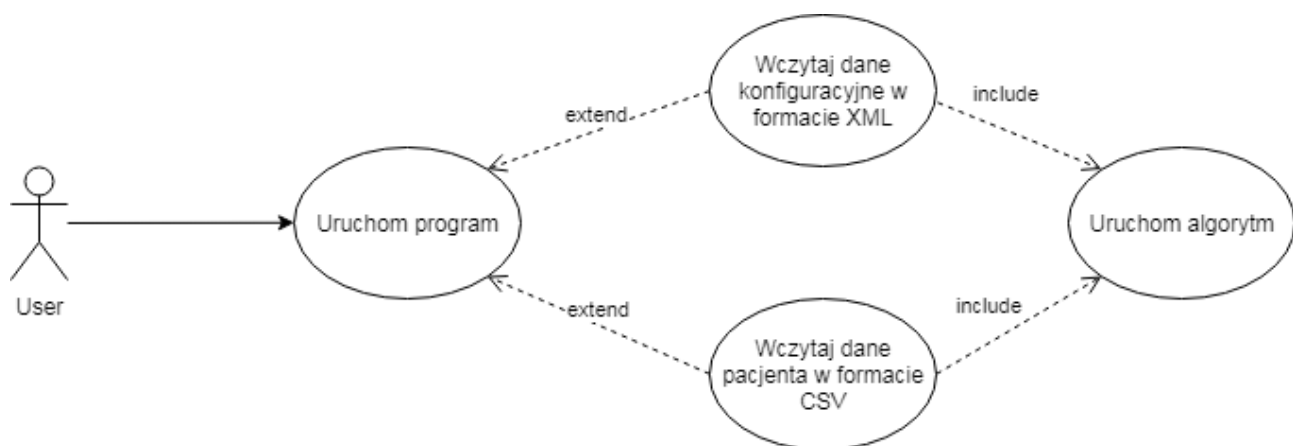 Wczytaj dane
konfiguracyjne w
formacie XML
extend
include
User
Uruchom program
Uruchom algorytm
extend
include
Wczytaj dane
pacjenta w formacie
CSV